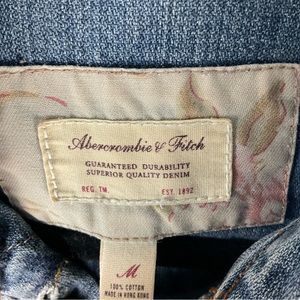 Abercrombie & Fitch
GUARANTEED DURABILITY
SUPERIOR QUALITY DENIM
REG. TM. EST. 1892
M
100% COTTON
MADE IN HONG KONG